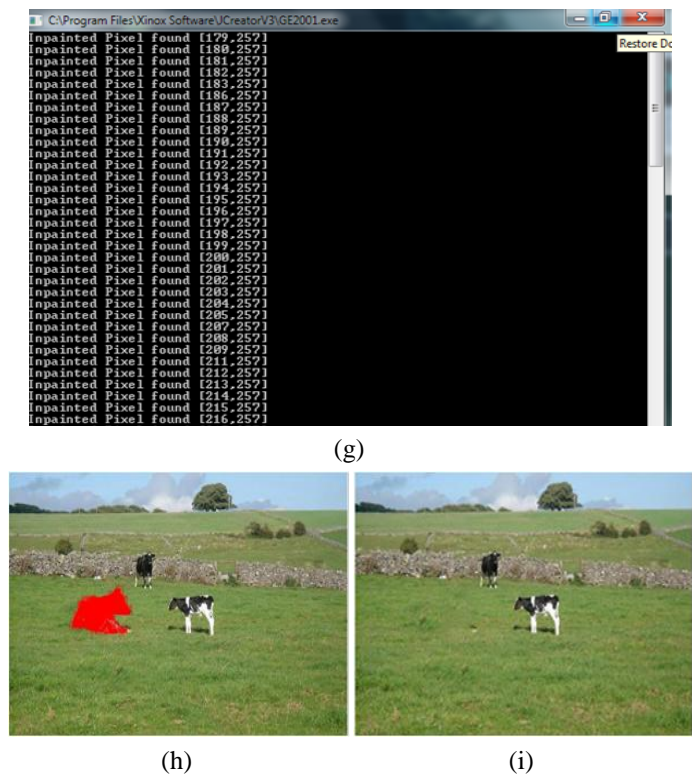 C:\Program Files\Xinox Software\JCreatorV3\GE2001.exe
Restore Do
Inpainted Pixel found [179,257]
Inpainted Pixel found [180,257]
Inpainted Pixel found [181,257]
Inpainted Pixel found [182,257]
Inpainted Pixel found [183,257]
Inpainted Pixel found [186,257]
Inpainted Pixel found [187,257]
Inpainted Pixel found [188,257]
Inpainted Pixel found [189,257]
Inpainted Pixel found [190,257]
Inpainted Pixel found [191,257]
Inpainted Pixel found [192,257]
Inpainted Pixel found [193,257]
Inpainted Pixel found [194,257]
Inpainted Pixel found [195,257]
Inpainted Pixel found [196,257]
Inpainted Pixel found [197,257]
Inpainted Pixel found [198,257]
Inpainted Pixel found [199,257]
Inpainted Pixel found [200,257]
Inpainted Pixel found [201,257]
Inpainted Pixel found [202,257]
Inpainted Pixel found [203,257]
Inpainted Pixel found [204,257]
Inpainted Pixel found [205,257]
Inpainted Pixel found [207,257]
Inpainted Pixel found [208,257]
Inpainted Pixel found [209,257]
Inpainted Pixel found [211,257]
Inpainted Pixel found [212,257]
Inpainted Pixel found [213,257]
Inpainted Pixel found [214,257]
Inpainted Pixel found [215,257]
Inpainted Pixel found [216,257]
(g)
(h)
(i)